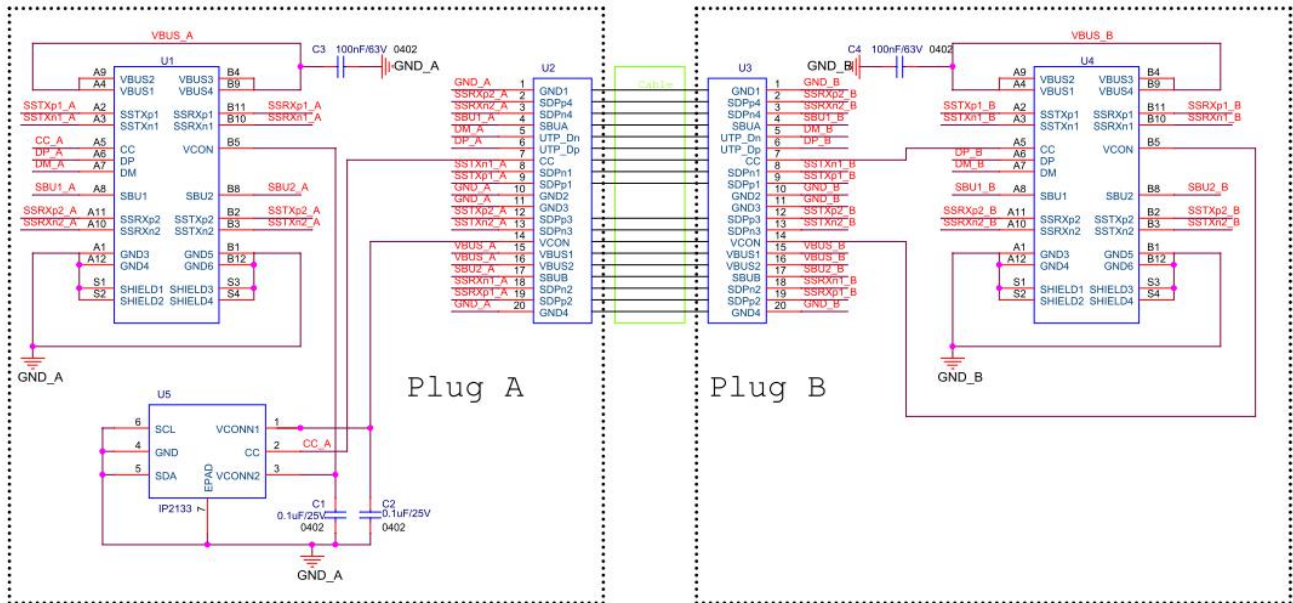 VBUS_A
C3 100nF/63V 0402
GND_A
U1
A9 VBUS2 VBUS3 B4
A4 VBUS1 VBUS4 B9
SSTXp1_A A2 SSTXp1 SSRXp1 B11 SSRXp1_A
SSTXn1_A A3 SSTXn1 SSRXn1 B10 SSRXn1_A
CC_A A5 CC VCON B5
DP_A A6 DP
DM_A A7 DM
SBU1_A A8 SBU1 SBU2 B8 SBU2_A
SSRXp2_A A11 SSRXp2 SSTXp2 B2 SSTXp2_A
SSRXn2_A A10 SSRXn2 SSTXn2 B3 SSTXn2_A
A1 GND3 GND5 B1
A12 GND4 GND6 B12
S1 SHIELD1 SHIELD3 S3
S2 SHIELD2 SHIELD4 S4
GND_A
U2
GND_A 1 GND1
SSRXp2_A 2 SDPp4
SSRXn2_A 3 SDPn4
SBU1_A 4 SBUA
DM_A 5 UTP_Dn
DP_A 6 UTP_Dp
7 CC
SSTXn1_A 8 SDPn1
SSTXp1_A 9 SDPp1
GND_A 10 GND2
GND_A 11 GND3
SSTXp2_A 12 SDPp3
SSTXn2_A 13 SDPn3
14 VCON
VBUS_A 15 VBUS1
VBUS_A 16 VBUS2
SBU2_A 17 SBUB
SSRXn1_A 18 SDPn2
SSRXp1_A 19 SDPp2
GND_A 20 GND4
Cable
U5
6 SCL VCONN1 1
4 GND CC 2 CC_A
5 SDA VCONN2 3
EPAD
7
IP2133
C1
0.1uF/25V
0402
C2
0.1uF/25V
0402
GND_A
Plug A
U3
GND1 1 GND_B
SDPp4 2 SSRXp2_B
SDPn4 3 SSRXn2_B
SBUA 4 SBU1_B
UTP_Dn 5 DM_B
UTP_Dp 6 DP_B
CC 7
SDPn1 8 SSTXn1_B
SDPp1 9 SSTXp1_B
GND2 10 GND_B
GND3 11 GND_B
SDPp3 12 SSTXp2_B
SDPn3 13 SSTXn2_B
VCON 14
VBUS1 15 VBUS_B
VBUS2 16 VBUS_B
SBUB 17 SBU2_B
SDPn2 18 SSRXn1_B
SDPp2 19 SSRXp1_B
GND4 20 GND_B
Plug B
C4 100nF/63V 0402
GND_B
VBUS_B
U4
A9 VBUS2 VBUS3 B4
A4 VBUS1 VBUS4 B9
SSTXp1_B A2 SSTXp1 SSRXp1 B11 SSRXp1_B
SSTXn1_B A3 SSTXn1 SSRXn1 B10 SSRXn1_B
A5 CC VCON B5
DP_B A6 DP
DM_B A7 DM
SBU1_B A8 SBU1 SBU2 B8 SBU2_B
SSRXp2_B A11 SSRXp2 SSTXp2 B2 SSTXp2_B
SSRXn2_B A10 SSRXn2 SSTXn2 B3 SSTXn2_B
A1 GND3 GND5 B1
A12 GND4 GND6 B12
S1 SHIELD1 SHIELD3 S3
S2 SHIELD2 SHIELD4 S4
GND_B